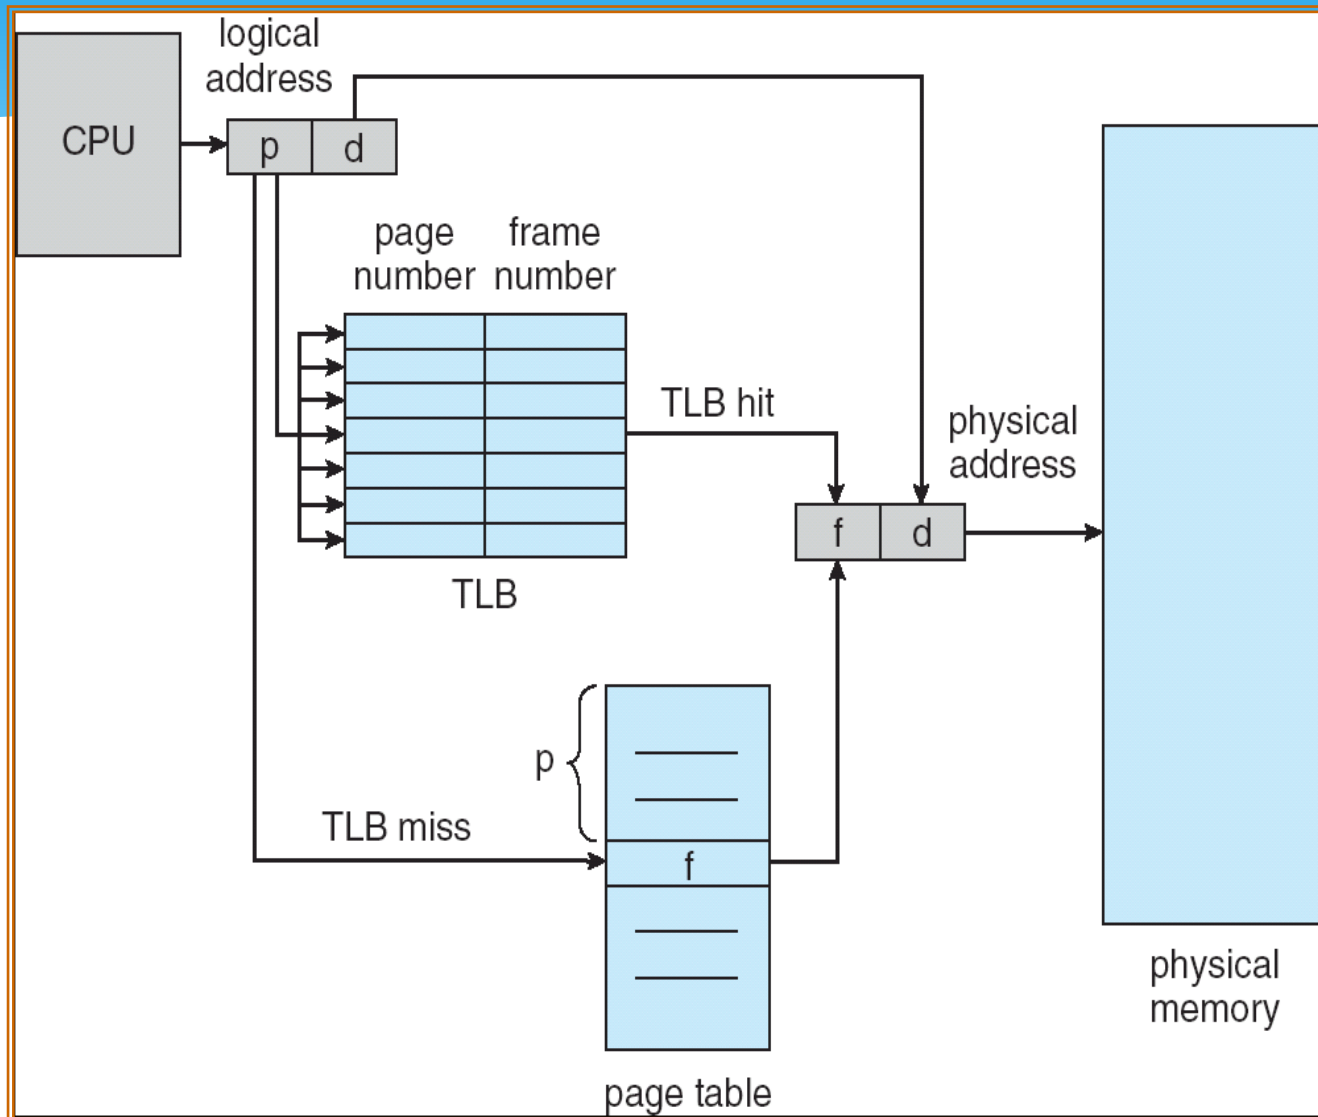 logical
address
CPU
p d
page frame
number number
TLB hit
physical
address
f d
TLB
p
TLB miss
f
physical
memory
page table